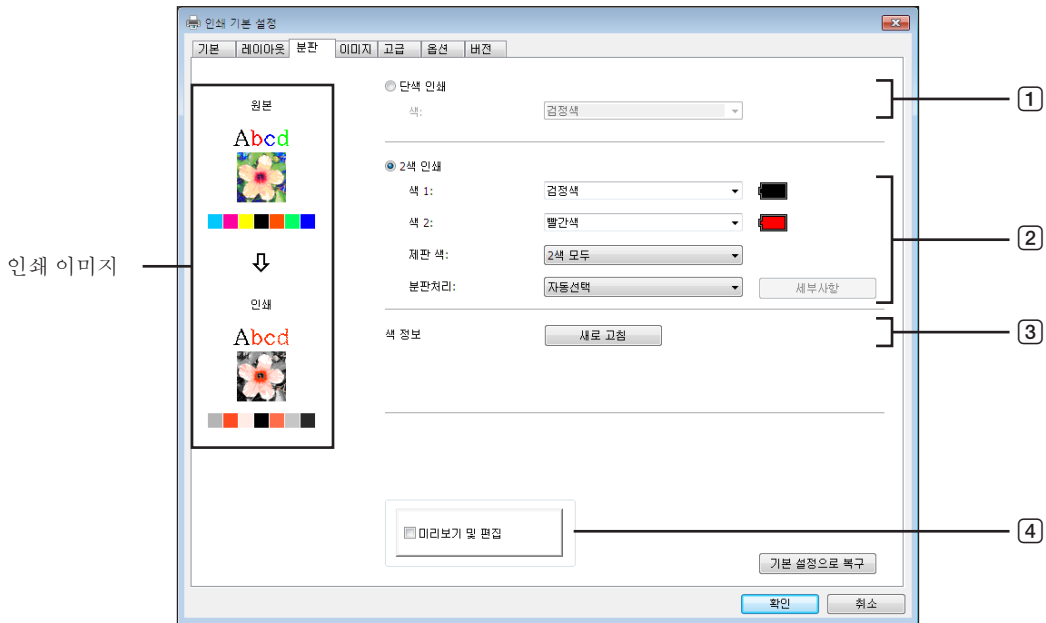 인쇄 기본 설정
기본 레이아웃 분판 이미지 고급 옵션 버전
원본
Abcd
인쇄
Abcd
인쇄 이미지
단색 인쇄
색: 검정색
1
2색 인쇄
색 1: 검정색
색 2: 빨간색
제판 색: 2색 모두
분판처리: 자동선택 세부사항
2
색 정보 새로 고침
3
미리보기 및 편집
4
기본 설정으로 복구
확인 취소